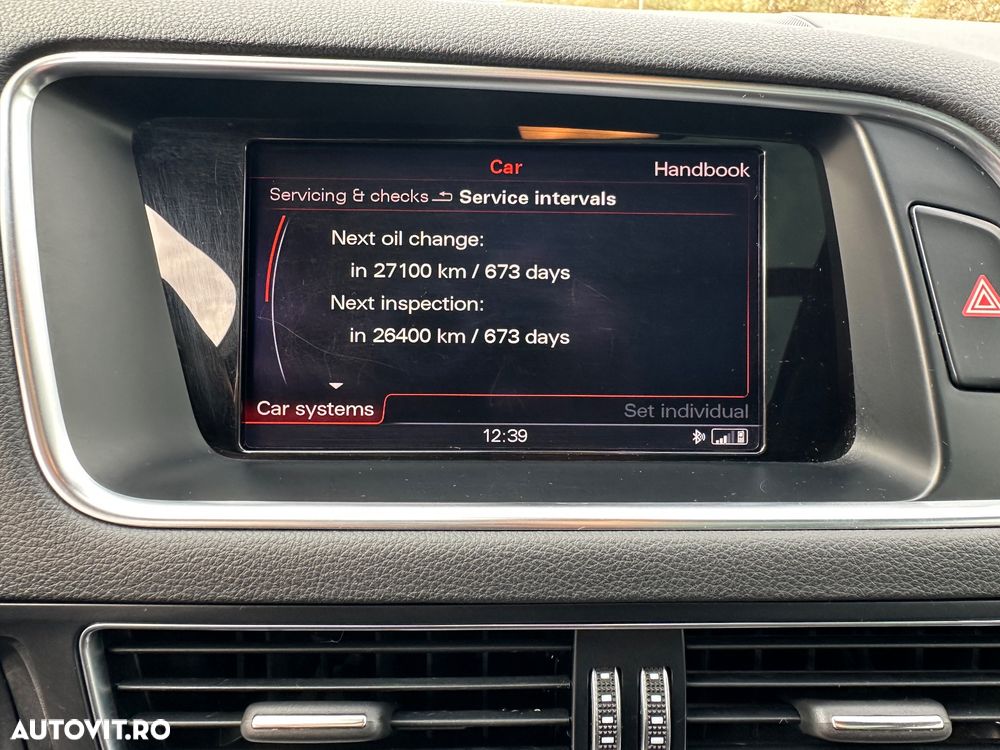 Car
Handbook
Servicing & checks Service intervals
Next oil change:
in 27100 km / 673 days
Next inspection:
in 26400 km / 673 days
Car systems
Set individual
12:39
AUTOVIT.RO